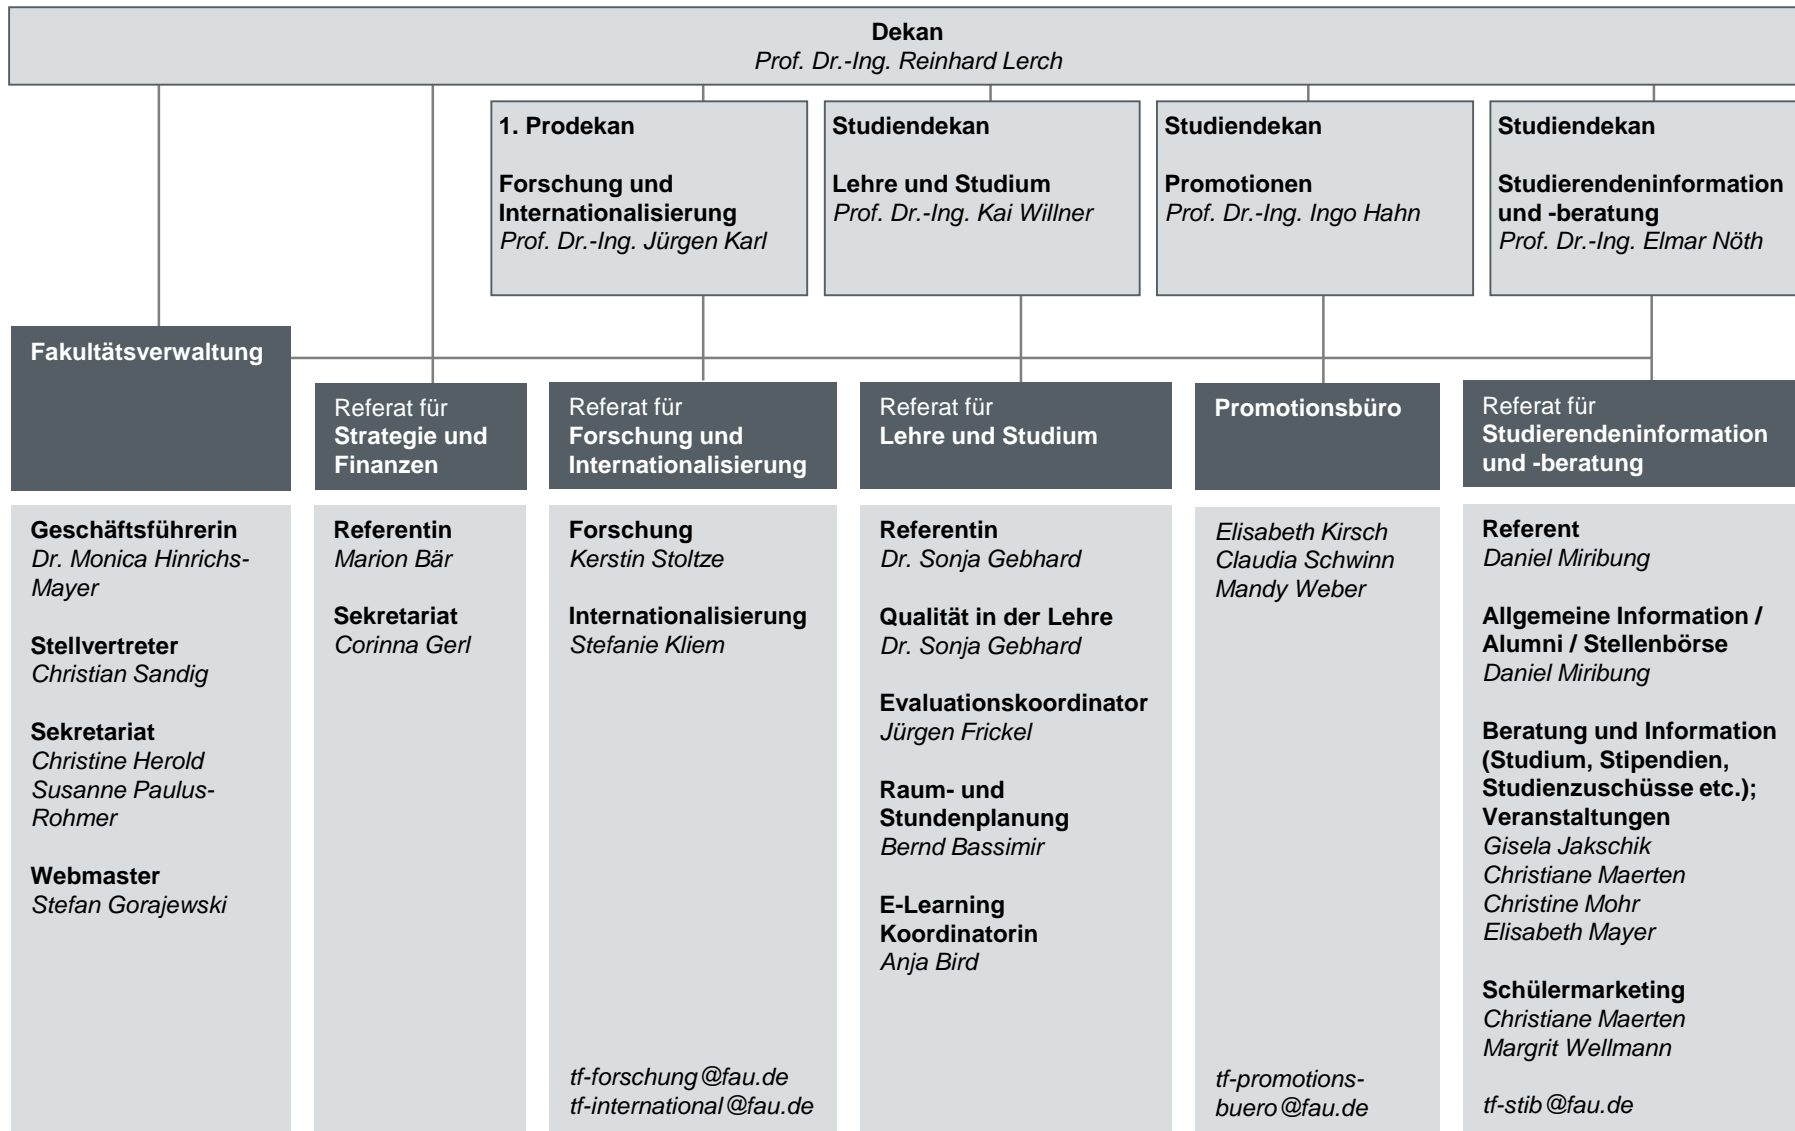 Dekan
Prof. Dr.-Ing. Reinhard Lerch
1. Prodekan
Forschung und
Internationalisierung
Prof. Dr.-Ing. Jürgen Karl
Studiendekan
Lehre und Studium
Prof. Dr.-Ing. Kai Willner
Studiendekan
Promotionen
Prof. Dr.-Ing. Ingo Hahn
Studiendekan
Studierendeninformation
und -beratung
Prof. Dr.-Ing. Elmar Nöth
Fakultätsverwaltung
Geschäftsführerin
Dr. Monica Hinrichs-
Mayer
Stellvertreter
Christian Sandig
Sekretariat
Christine Herold
Susanne Paulus-
Rohmer
Webmaster
Stefan Gorajewski
Referat für
Strategie und
Finanzen
Referentin
Marion Bär
Sekretariat
Corinna Gerl
Referat für
Forschung und
Internationalisierung
Forschung
Kerstin Stoltze
Internationalisierung
Stefanie Kliem
tf-forschung@fau.de
tf-international@fau.de
Referat für
Lehre und Studium
Referentin
Dr. Sonja Gebhard
Qualität in der Lehre
Dr. Sonja Gebhard
Evaluationskoordinator
Jürgen Frickel
Raum- und
Stundenplanung
Bernd Bassimir
E-Learning
Koordinatorin
Anja Bird
Promotionsbüro
Elisabeth Kirsch
Claudia Schwinn
Mandy Weber
tf-promotions-
buero@fau.de
Referat für
Studierendeninformation
und -beratung
Referent
Daniel Miribung
Allgemeine Information /
Alumni / Stellenbörse
Daniel Miribung
Beratung und Information
(Studium, Stipendien,
Studienzuschüsse etc.);
Veranstaltungen
Gisela Jakschik
Christiane Maerten
Christine Mohr
Elisabeth Mayer
Schülermarketing
Christiane Maerten
Margrit Wellmann
tf-stib@fau.de